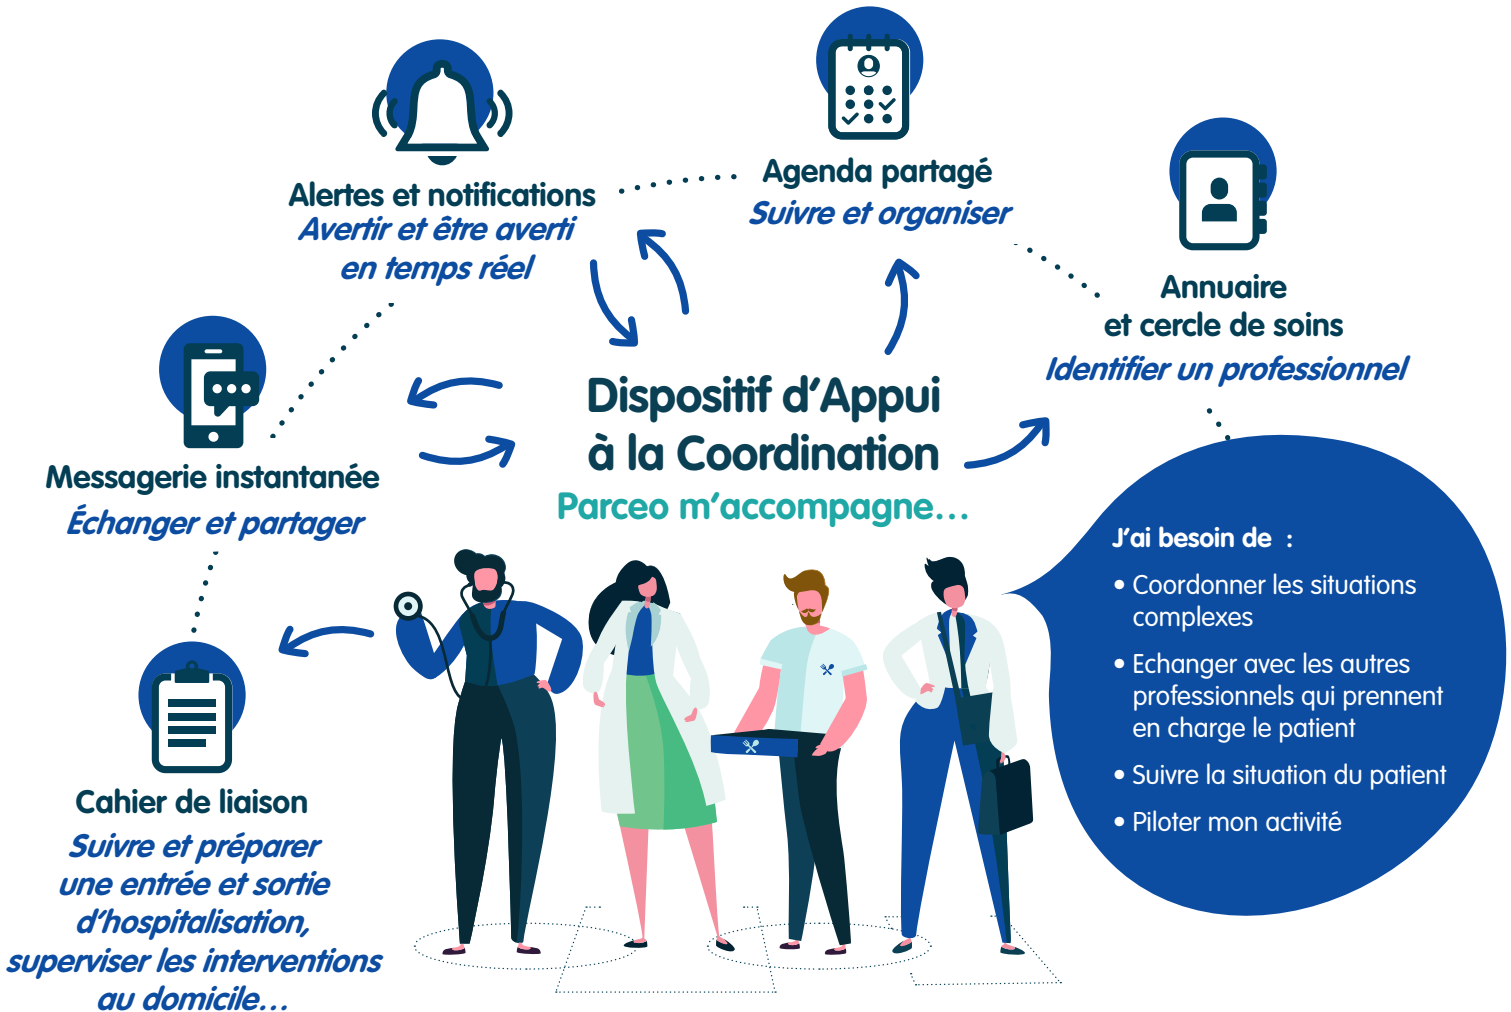 Alertes et notifications
Avertir et être averti
en temps réel
Agenda partagé
Suivre et organiser
Annuaire
et cercle de soins
Identifier un professionnel
Messagerie instantanée
Échanger et partager
Dispositif d'Appui
à la Coordination
Parceo m'accompagne...
J'ai besoin de :
• Coordonner les situations
complexes
• Echanger avec les autres
professionnels qui prennent
en charge le patient
• Suivre la situation du patient
• Piloter mon activité
Cahier de liaison
Suivre et préparer
une entrée et sortie
d'hospitalisation,
superviser les interventions
au domicile...